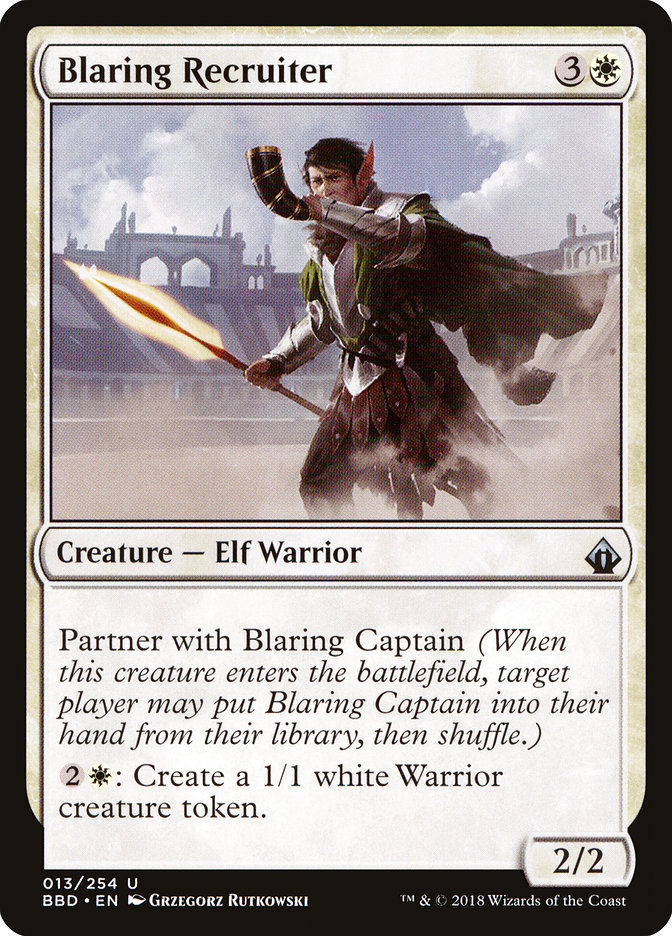 Blaring Recruiter 3
Creature — Elf Warrior
Partner with Blaring Captain (When
this creature enters the battlefield, target
player may put Blaring Captain into their
hand from their library, then shuffle.)
2 : Create a 1/1 white Warrior
creature token.
2/2
013/254 U
BBD • EN Grzegorz Rutkowski
™ & © 2018 Wizards of the Coast